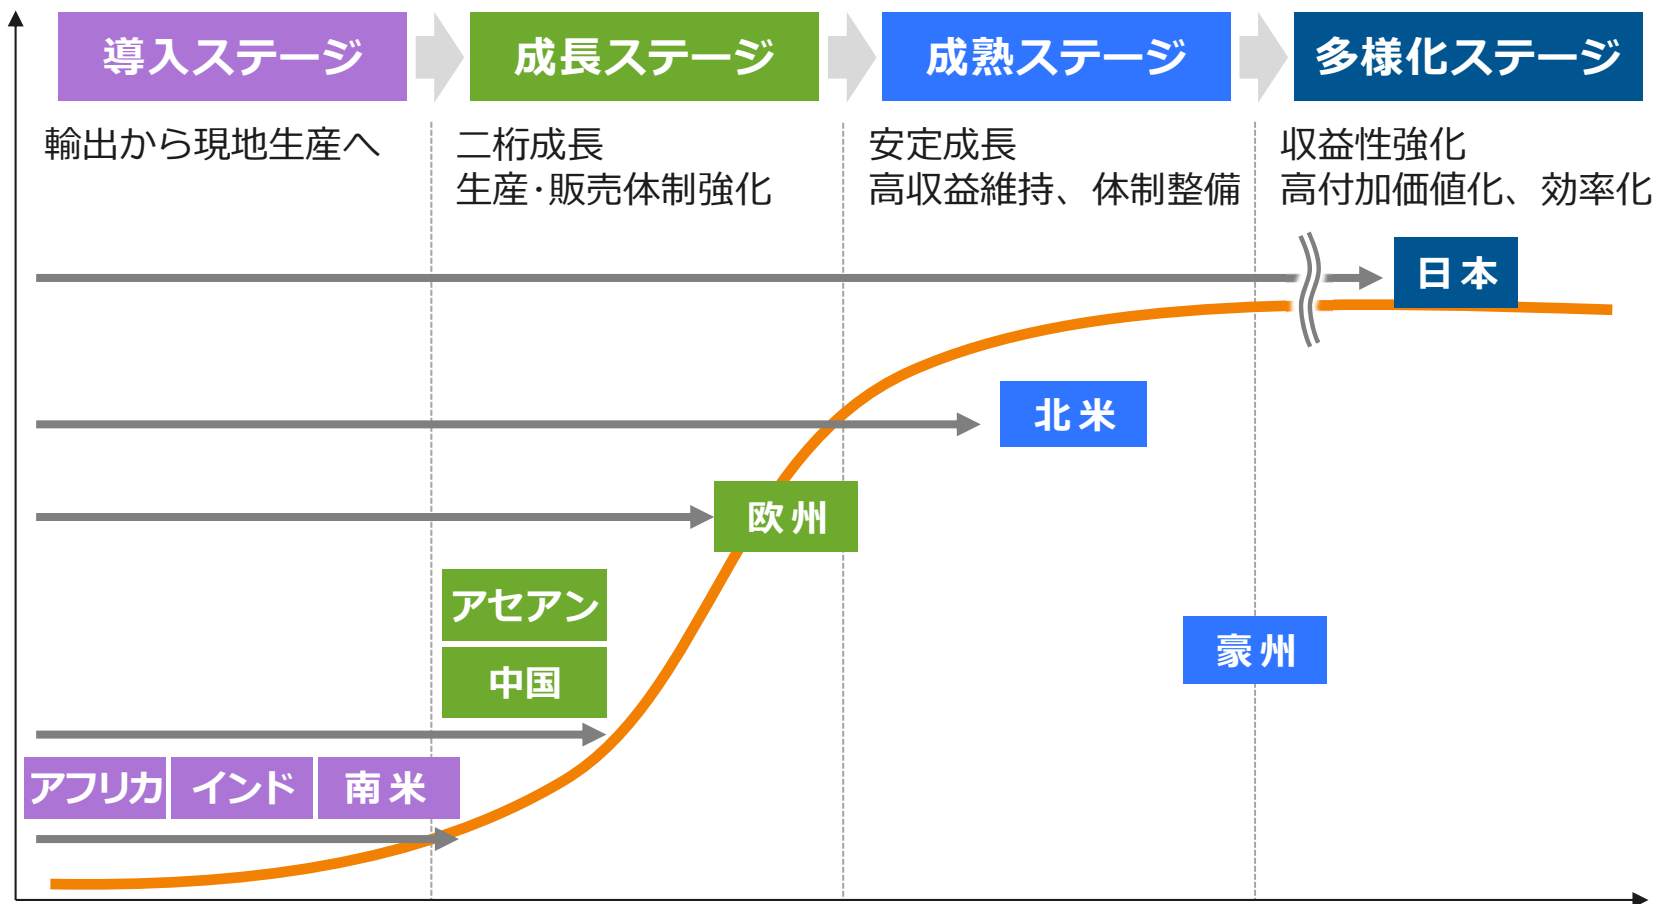 導入ステージ
成長ステージ
成熟ステージ
多様化ステージ
輸出から現地生産へ
二桁成長
生産･販売体制強化
安定成長
高収益維持、体制整備
収益性強化
高付加価値化、効率化
日本
北米
欧州
アセアン
中国
豪州
アフリカ
インド
南米